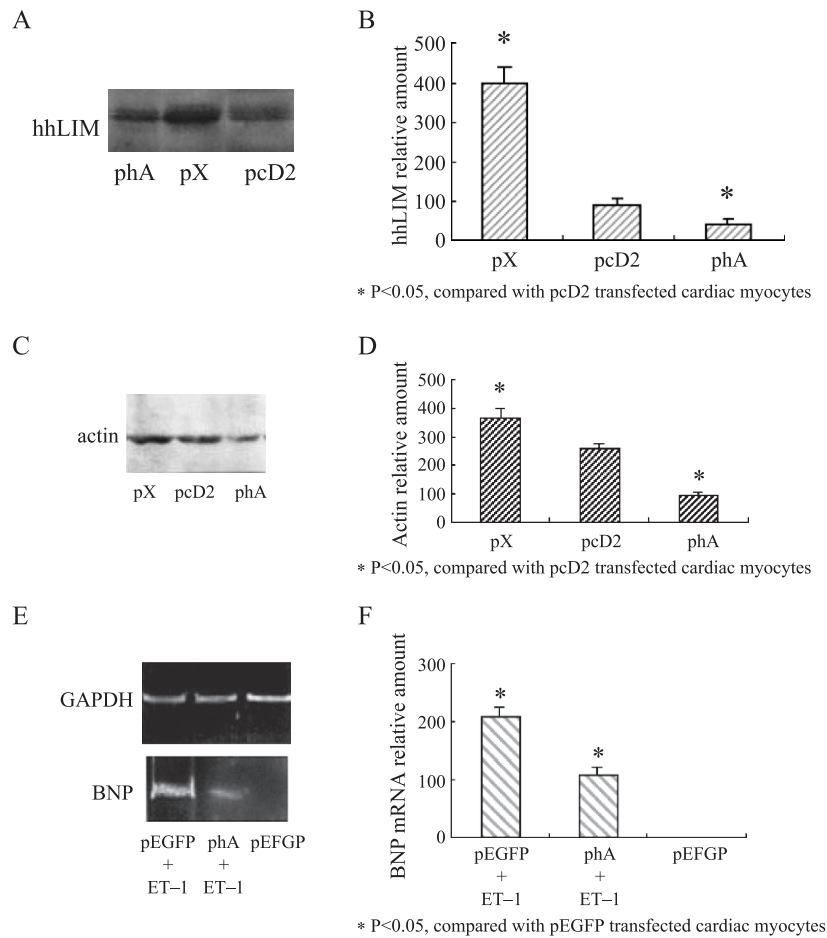 A
hhLIM
phA pX pcD2
B
hhLIM relative amount
500
400
300
200
100
0
*
*
pX pcD2 phA
* P<0.05, compared with pcD2 transfected cardiac myocytes
C
actin
pX pcD2 phA
D
Actin relative amount
500
400
300
200
100
0
*
*
pX pcD2 phA
* P<0.05, compared with pcD2 transfected cardiac myocytes
E
GAPDH
BNP
pEGFP phA pEFGP
+ +
ET–1 ET–1
F
BNP mRNA relative amount
300
200
100
0
*
*
pEGFP phA pEFGP
+ +
ET–1 ET–1
* P<0.05, compared with pEGFP transfected cardiac myocytes